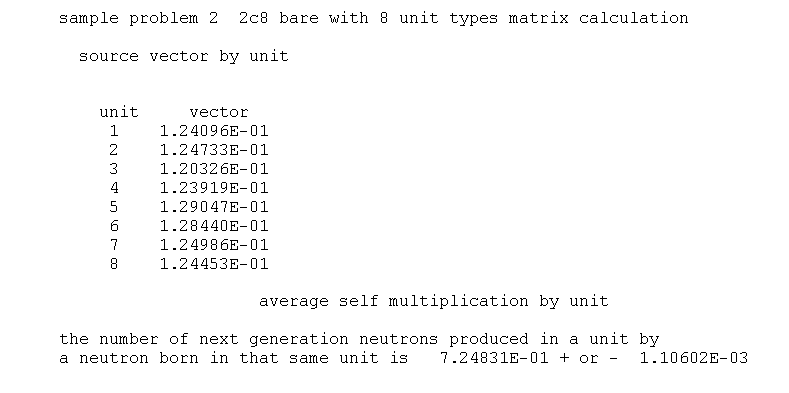 sample problem 2 2c8 bare with 8 unit types matrix calculation
source vector by unit
unit vector
1 1.24096E-01
2 1.24733E-01
3 1.20326E-01
4 1.23919E-01
5 1.29047E-01
6 1.28440E-01
7 1.24986E-01
8 1.24453E-01
average self multiplication by unit
the number of next generation neutrons produced in a unit by
a neutron born in that same unit is 7.24831E-01 + or - 1.10602E-03